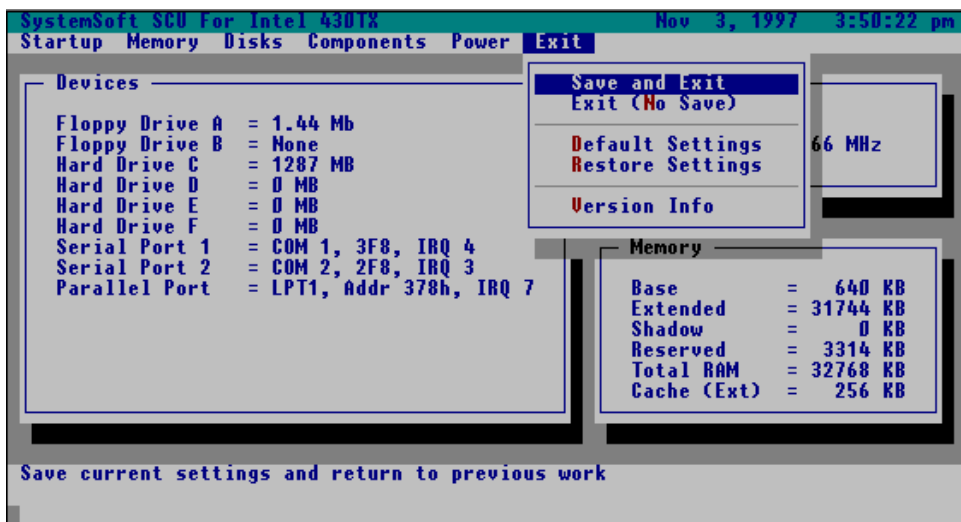 SystemSoft SCU For Intel 430TX Nov 3, 1997 3:50:22 pm
Startup Memory Disks Components Power Exit
Save and Exit
Exit (No Save)
Default Settings
Restore Settings
Version Info
Devices
Floppy Drive A = 1.44 Mb
Floppy Drive B = None
Hard Drive C = 1287 MB
Hard Drive D = 0 MB
Hard Drive E = 0 MB
Hard Drive F = 0 MB
Serial Port 1 = COM 1, 3F8, IRQ 4
Serial Port 2 = COM 2, 2F8, IRQ 3
Parallel Port = LPT1, Addr 378h, IRQ 7
66 MHz
Memory
Base = 640 KB
Extended = 31744 KB
Shadow = 0 KB
Reserved = 3314 KB
Total RAM = 32768 KB
Cache (Ext) = 256 KB
Save current settings and return to previous work